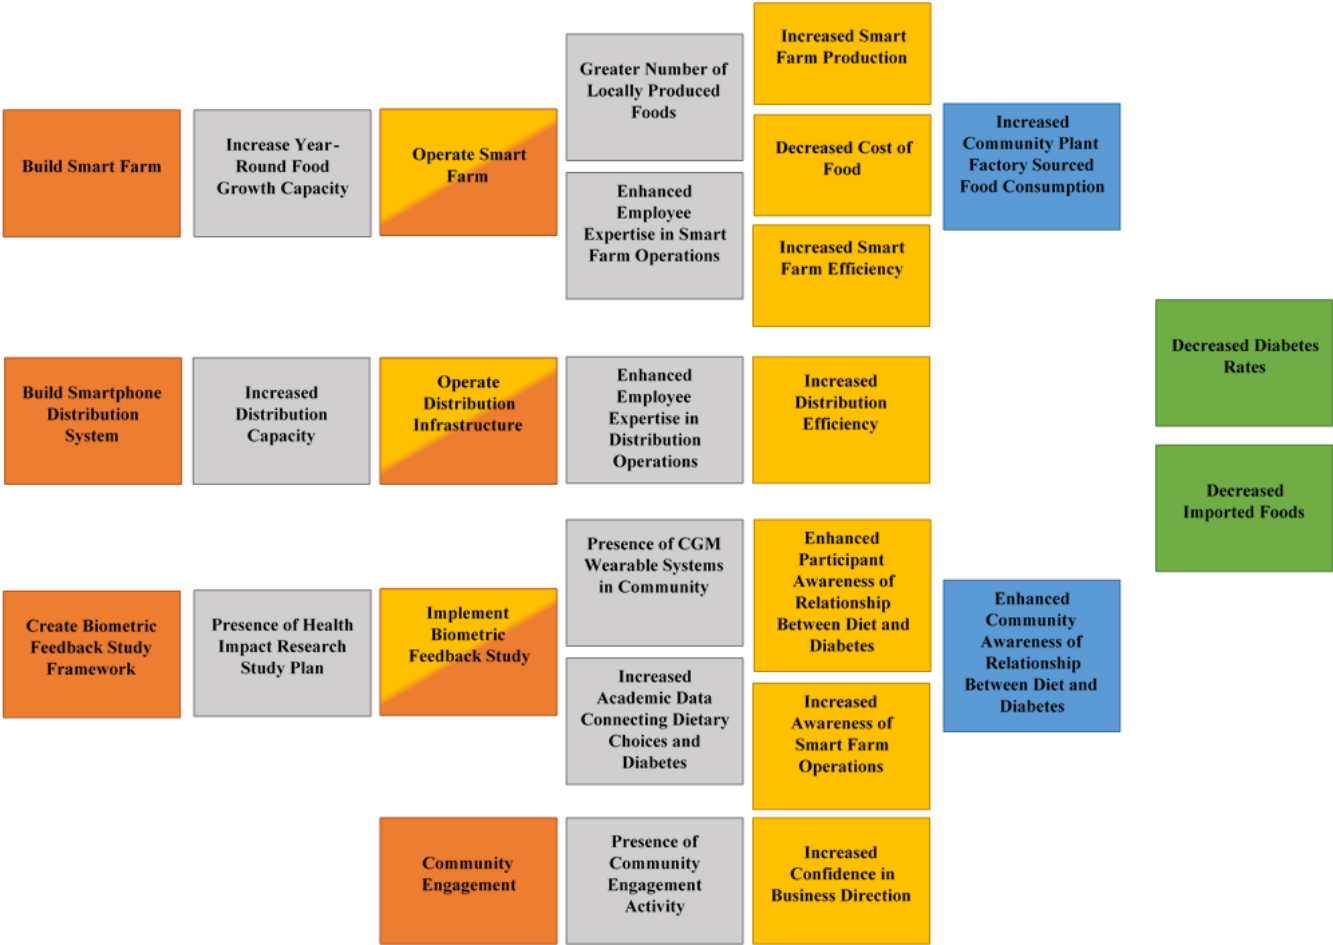 Build Smart Farm
Increase Year-
Round Food
Growth Capacity
Operate Smart
Farm
Greater Number of
Locally Produced
Foods
Enhanced
Employee
Expertise in Smart
Farm Operations
Increased Smart
Farm Production
Decreased Cost of
Food
Increased Smart
Farm Efficiency
Increased
Community Plant
Factory Sourced
Food Consumption
Build Smartphone
Distribution
System
Increased
Distribution
Capacity
Operate
Distribution
Infrastructure
Enhanced
Employee
Expertise in
Distribution
Operations
Increased
Distribution
Efficiency
Decreased Diabetes
Rates
Decreased
Imported Foods
Create Biometric
Feedback Study
Framework
Presence of Health
Impact Research
Study Plan
Implement
Biometric
Feedback Study
Presence of CGM
Wearable Systems
in Community
Increased
Academic Data
Connecting Dietary
Choices and
Diabetes
Enhanced
Participant
Awareness of
Relationship
Between Diet and
Diabetes
Increased
Awareness of
Smart Farm
Operations
Enhanced
Community
Awareness of
Relationship
Between Diet and
Diabetes
Community
Engagement
Presence of
Community
Engagement
Activity
Increased
Confidence in
Business Direction